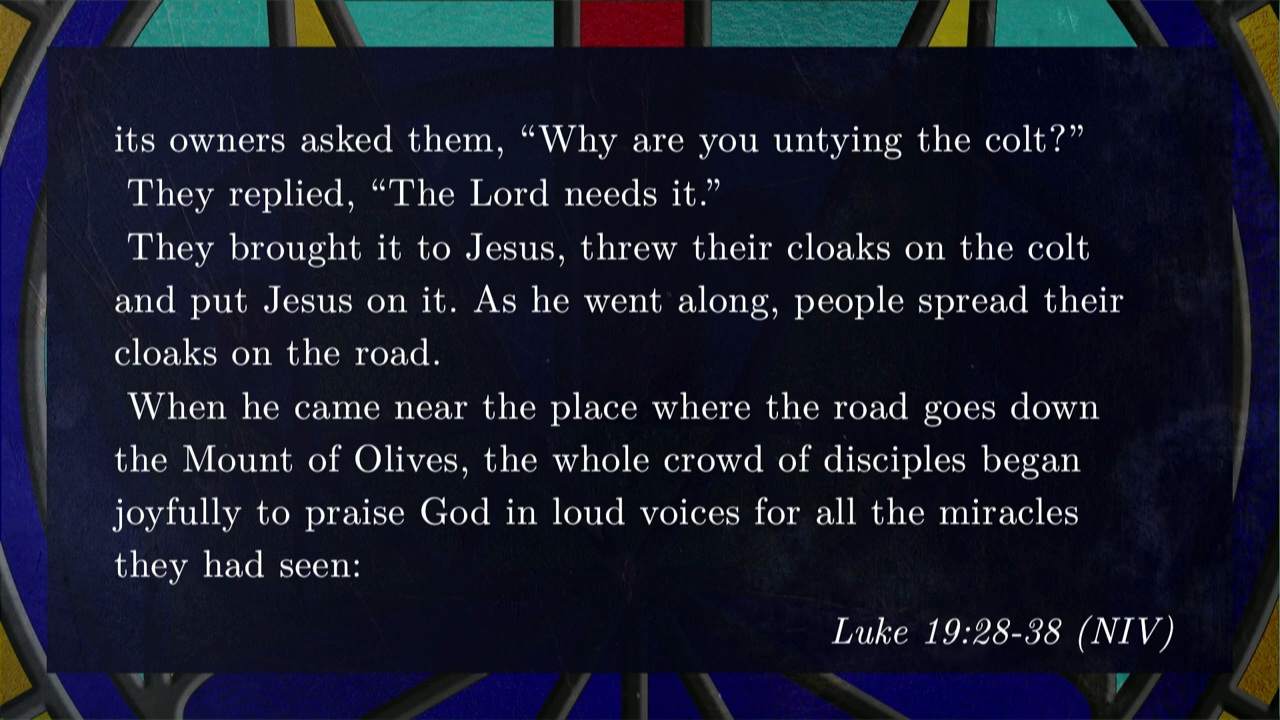 its owners asked them, “Why are you untying the colt?”
They replied, “The Lord needs it.”
They brought it to Jesus, threw their cloaks on the colt
and put Jesus on it. As he went along, people spread their
cloaks on the road.
When he came near the place where the road goes down
the Mount of Olives, the whole crowd of disciples began
joyfully to praise God in loud voices for all the miracles
they had seen:
Luke 19:28-38 (NIV)